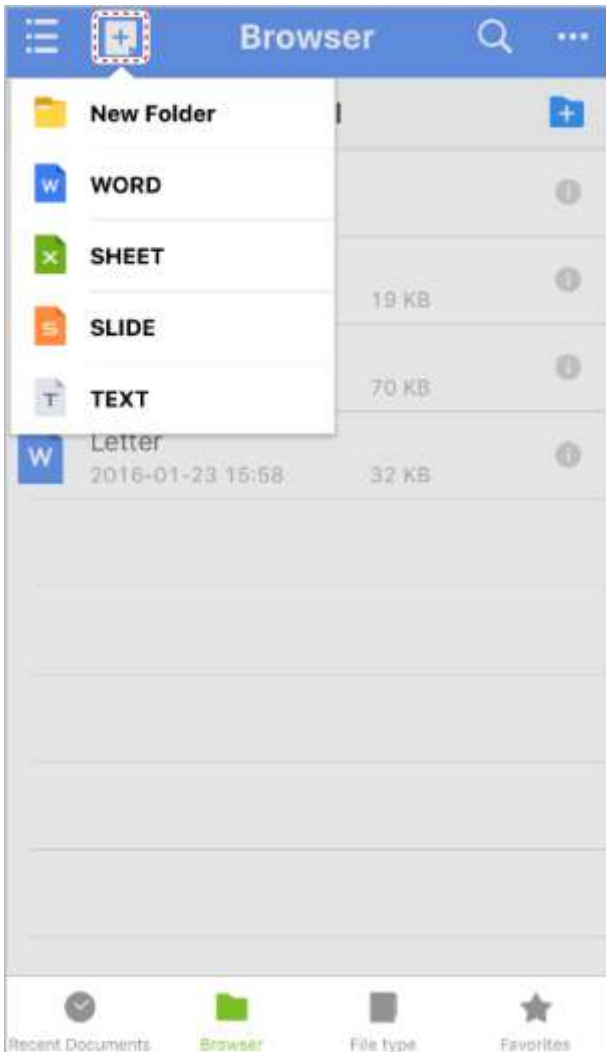 Browser
New Folder
WORD
SHEET
19 KB
SLIDE
70 KB
TEXT
Letter
2016-01-23 15:58 32 KB
Recent Documents Browser File type Favorites